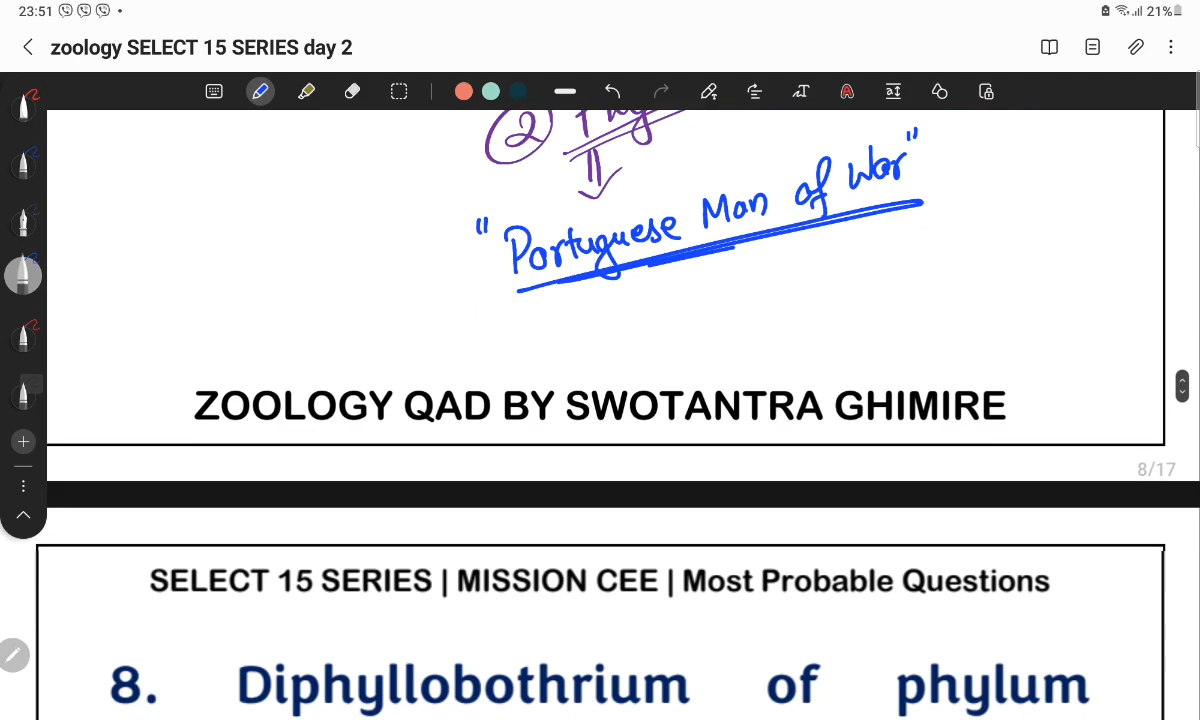 23:51
21%
zoology SELECT 15 SERIES day 2
②
"Portuguese Man of War"
ZOOLOGY QAD BY SWOTANTRA GHIMIRE
8/17
SELECT 15 SERIES | MISSION CEE | Most Probable Questions
8. Diphyllobothrium of phylum